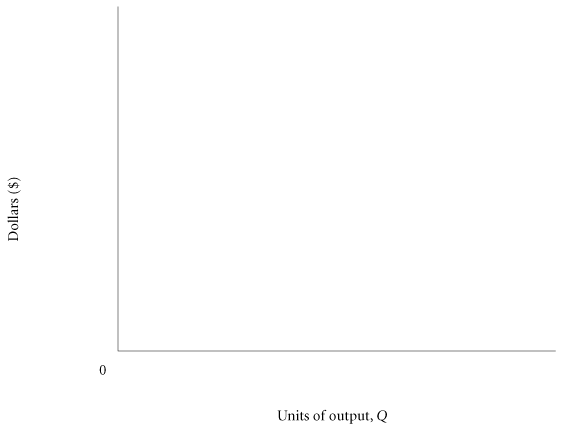 Dollars ($)
0
Units of output, Q